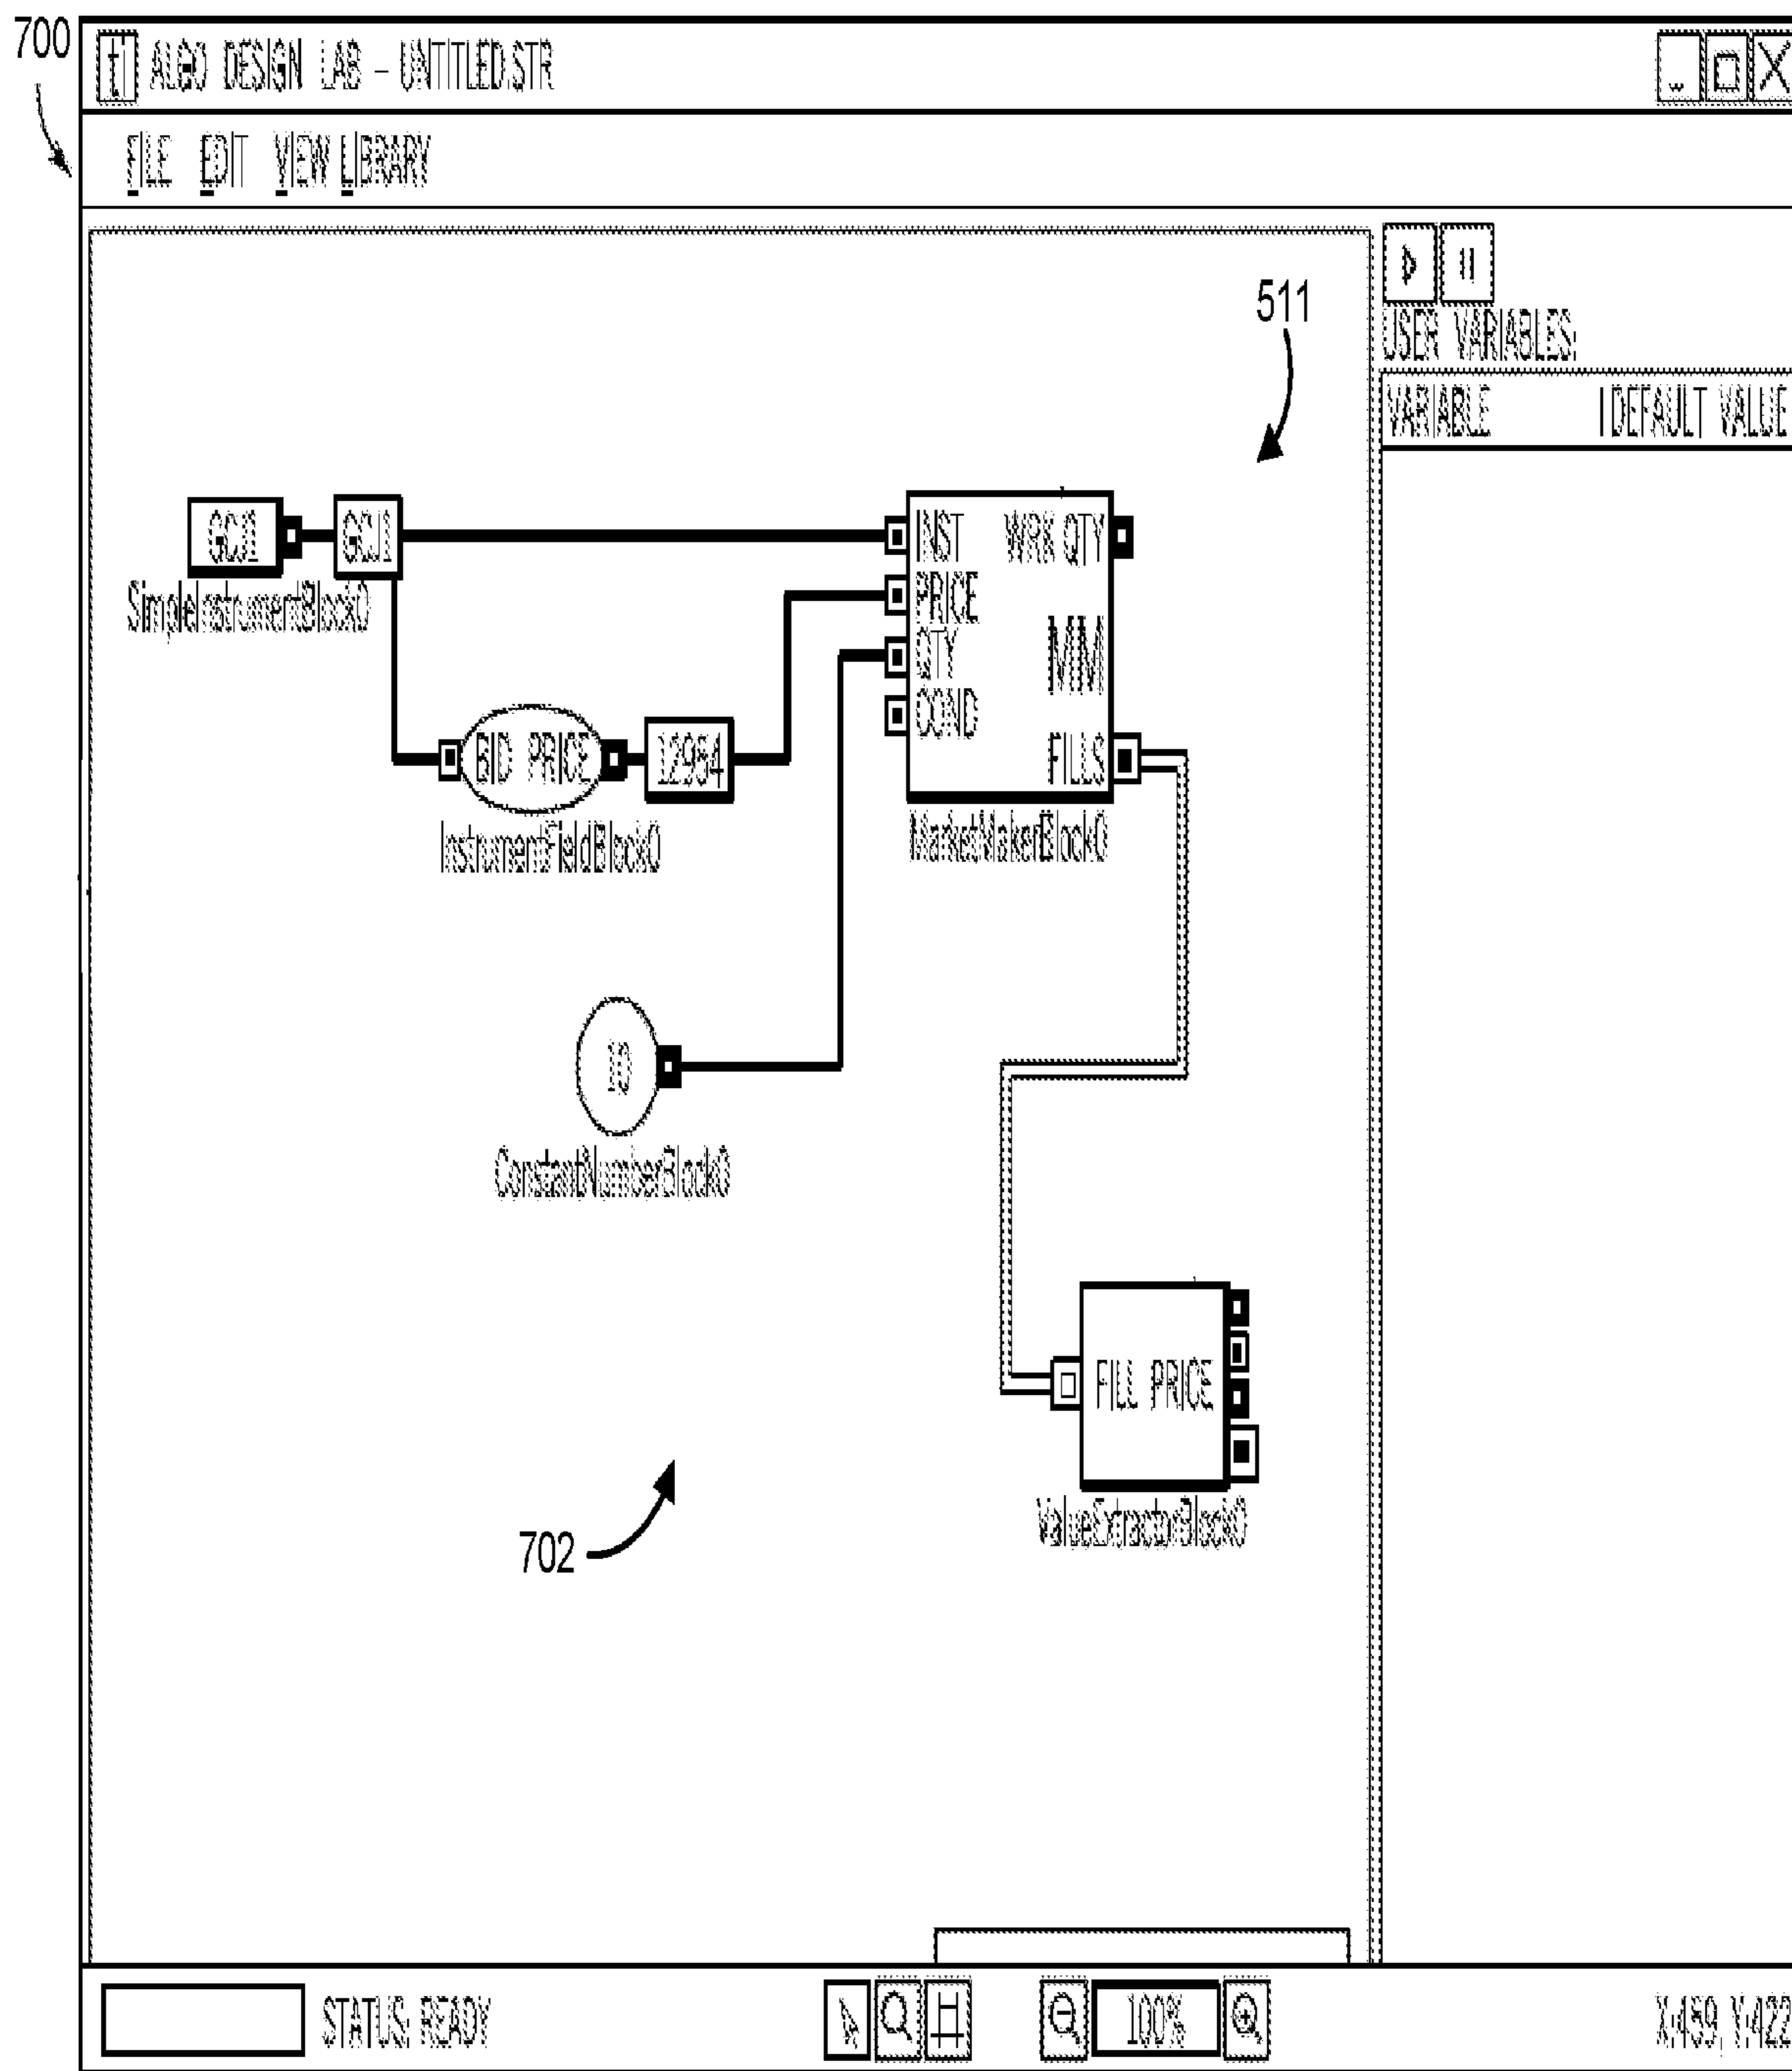 700
ti ALGO DESIGN LAB – UNTITLED.STR
FILE EDIT VIEW LIBRARY
511
USER VARIABLES:
VARIABLE | DEFAULT VALUE
GCJ1
GCJ1
SimpleInstrumentBlock0
INST
WRK QTY
PRICE
QTY
MM
COND
FILLS
MarketMakerBlock0
BID PRICE
12984
InstrumentFieldBlock0
10
ConstantNumberBlock0
FILL PRICE
ValueExtractorBlock0
702
STATUS: READY
100%
X:459, Y:422